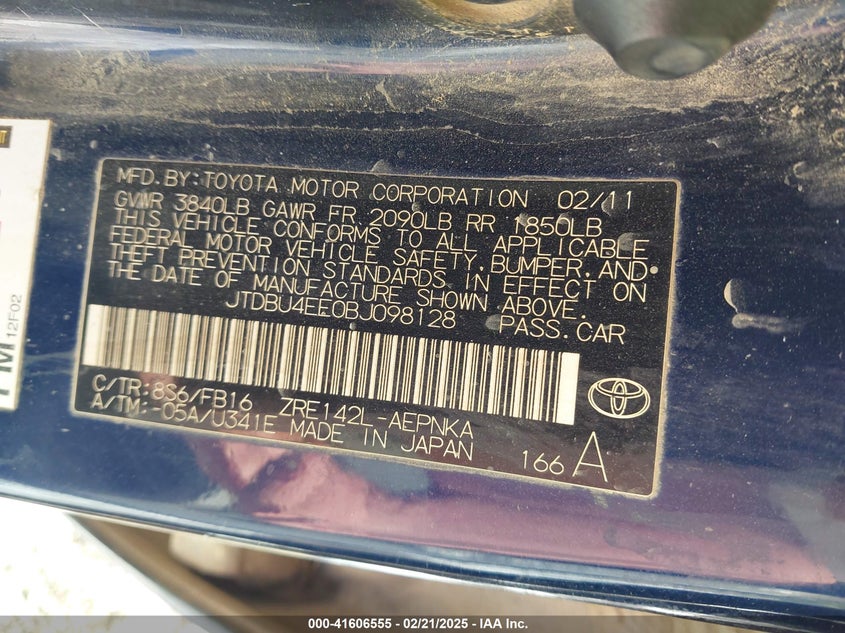 MFD.BY:TOYOTA MOTOR CORPORATION 02/11
GVWR 3840LB GAWR FR 2090LB RR 1850LB
THIS VEHICLE CONFORMS TO ALL APPLICABLE
FEDERAL MOTOR VEHICLE SAFETY,BUMPER,AND
THEFT PREVENTION STANDARDS IN EFFECT ON
THE DATE OF MANUFACTURE SHOWN ABOVE.
JTDBU4EE0BJ098128 PASS.CAR
C/TR:8S6/FB16 ZRE142L-AEPNKA
A/TM:-05A/U341E MADE IN JAPAN
166 A
12F02
000-41606555 - 02/21/2025 - IAA Inc.